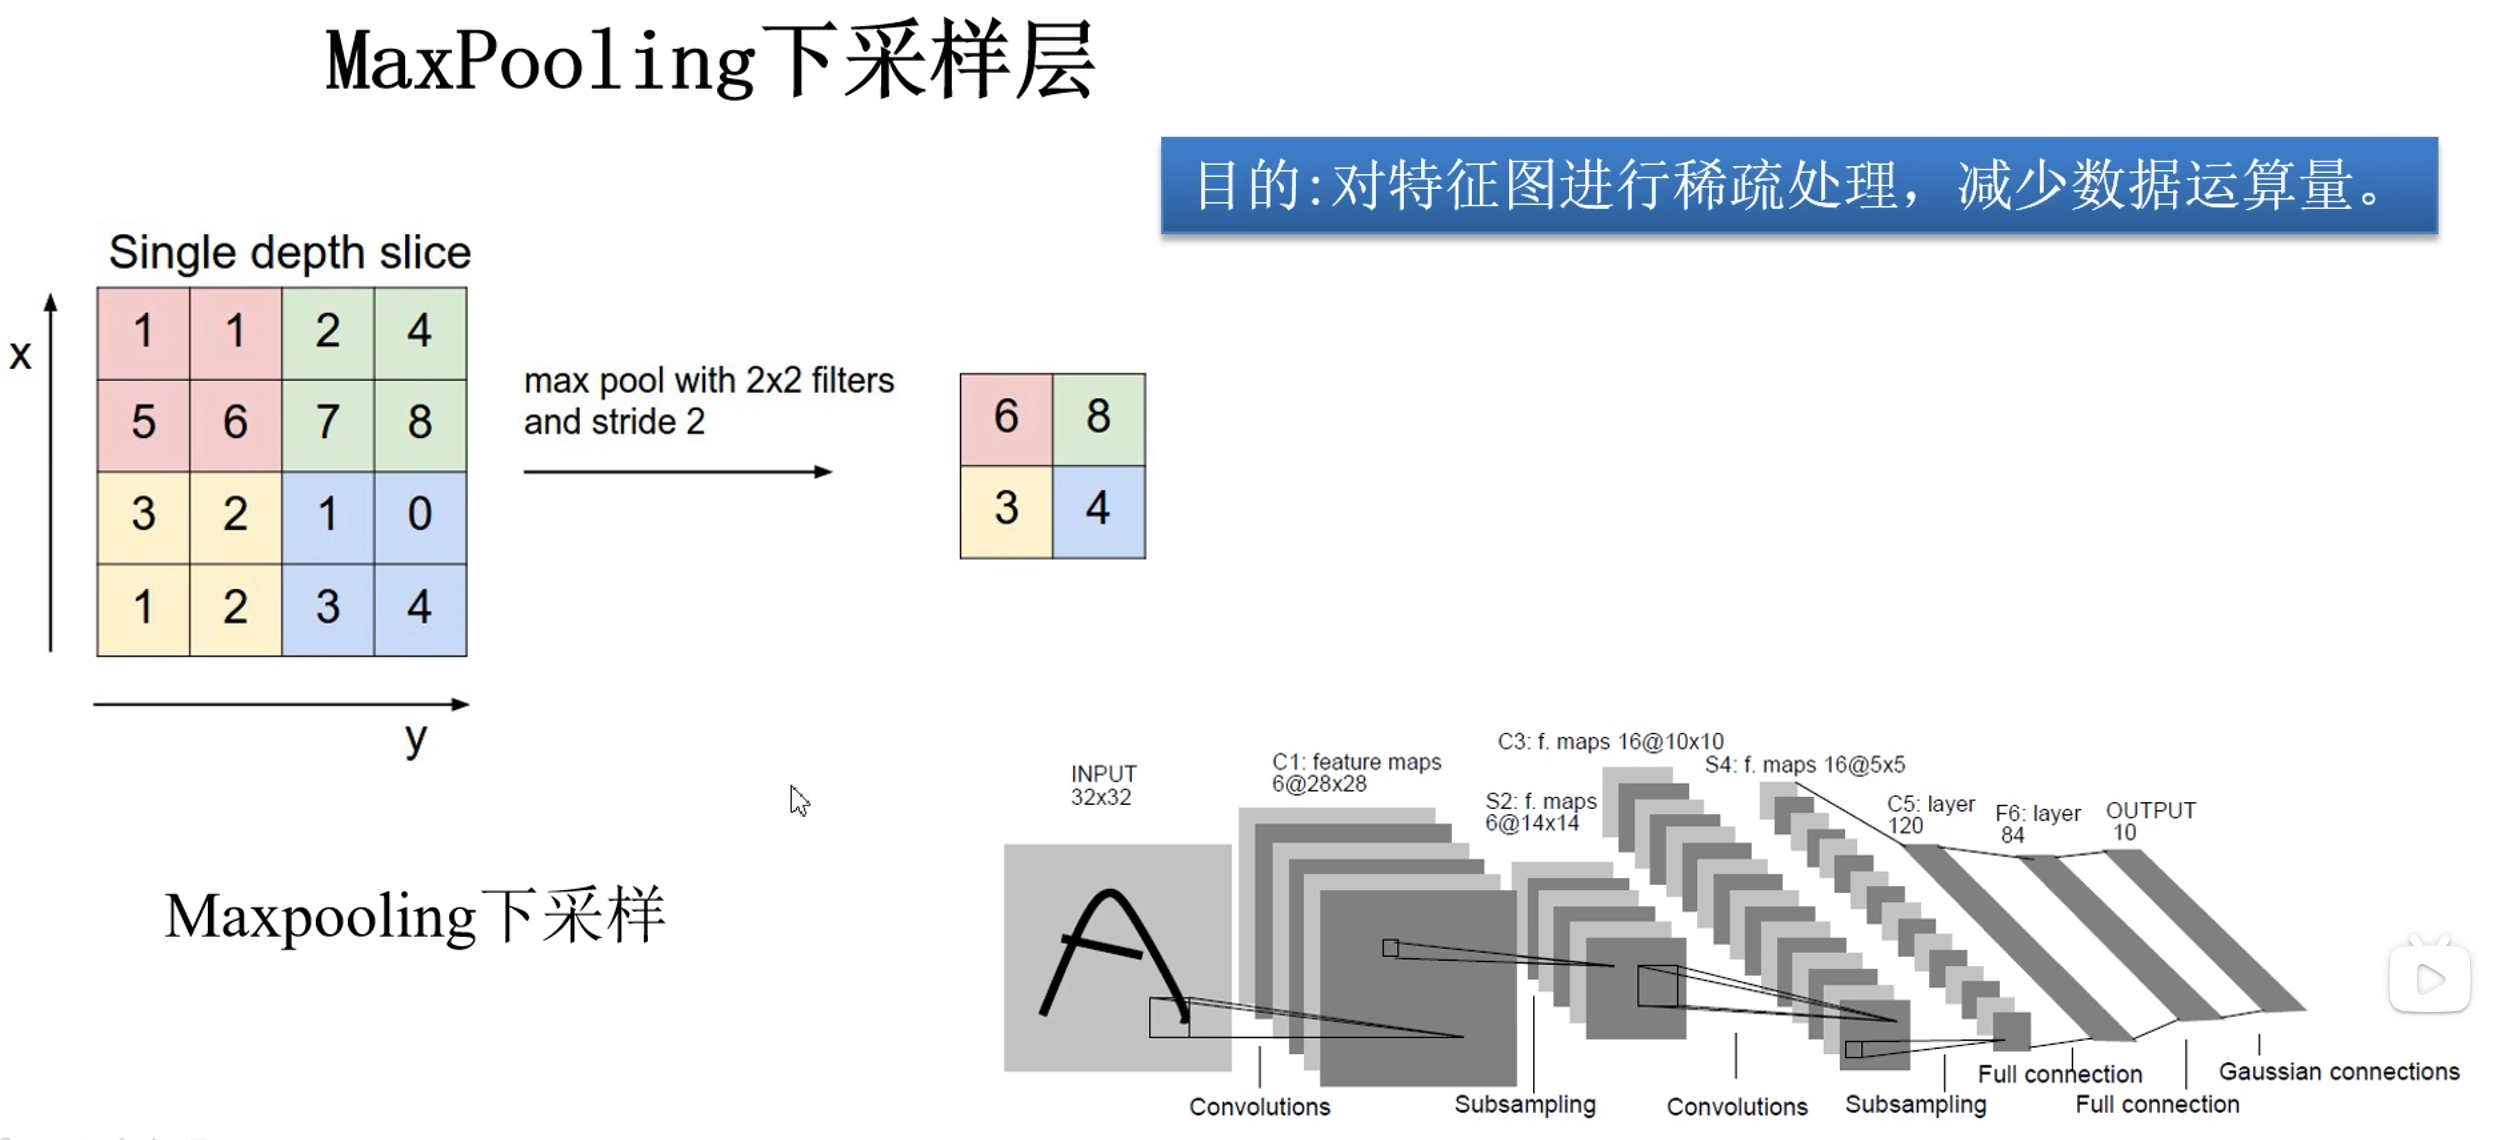 MaxPooling下采样层
目的:对特征图进行稀疏处理，减少数据运算量。
Single depth slice
x
1 1 2 4
5 6 7 8
3 2 1 0
1 2 3 4
y
max pool with 2x2 filters
and stride 2
6 8
3 4
Maxpooling下采样
INPUT
32x32
C1: feature maps
6@28x28
S2: f. maps
6@14x14
C3: f. maps 16@10x10
S4: f. maps 16@5x5
C5: layer
120
F6: layer
84
OUTPUT
10
Convolutions
Subsampling
Convolutions
Subsampling
Full connection
Full connection
Gaussian connections